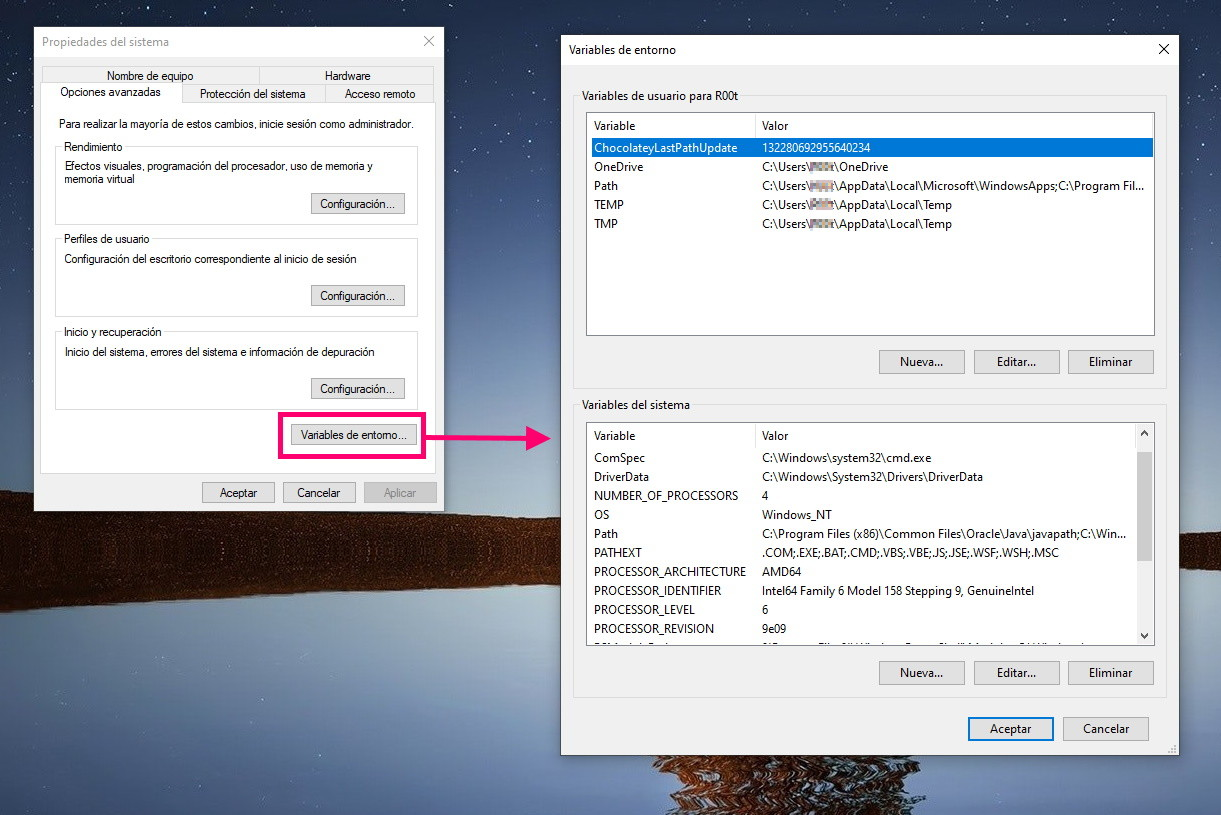 Propiedades del sistema
Nombre de equipo
Hardware
Opciones avanzadas
Protección del sistema
Acceso remoto
Para realizar la mayoría de estos cambios, inicie sesión como administrador.
Rendimiento
Efectos visuales, programación del procesador, uso de memoria y
memoria virtual
Configuración...
Perfiles de usuario
Configuración del escritorio correspondiente al inicio de sesión
Configuración...
Inicio y recuperación
Inicio del sistema, errores del sistema e información de depuración
Configuración...
Variables de entorno...
Aceptar
Cancelar
Aplicar
Variables de entorno
Variables de usuario para R00t
Variable Valor
ChocolateyLastPathUpdate 132280692955640234
OneDrive C:\Users\ \OneDrive
Path C:\Users\ \AppData\Local\Microsoft\WindowsApps;C:\Program Fil...
TEMP C:\Users\ \AppData\Local\Temp
TMP C:\Users\ \AppData\Local\Temp
Nueva...
Editar...
Eliminar
Variables del sistema
Variable Valor
ComSpec C:\Windows\system32\cmd.exe
DriverData C:\Windows\System32\Drivers\DriverData
NUMBER_OF_PROCESSORS 4
OS Windows_NT
Path C:\Program Files (x86)\Common Files\Oracle\Java\javapath;C:\Win...
PATHEXT .COM;.EXE;.BAT;.CMD;.VBS;.VBE;.JS;.JSE;.WSF;.WSH;.MSC
PROCESSOR_ARCHITECTURE AMD64
PROCESSOR_IDENTIFIER Intel64 Family 6 Model 158 Stepping 9, GenuineIntel
PROCESSOR_LEVEL 6
PROCESSOR_REVISION 9e09
Nueva...
Editar...
Eliminar
Aceptar
Cancelar